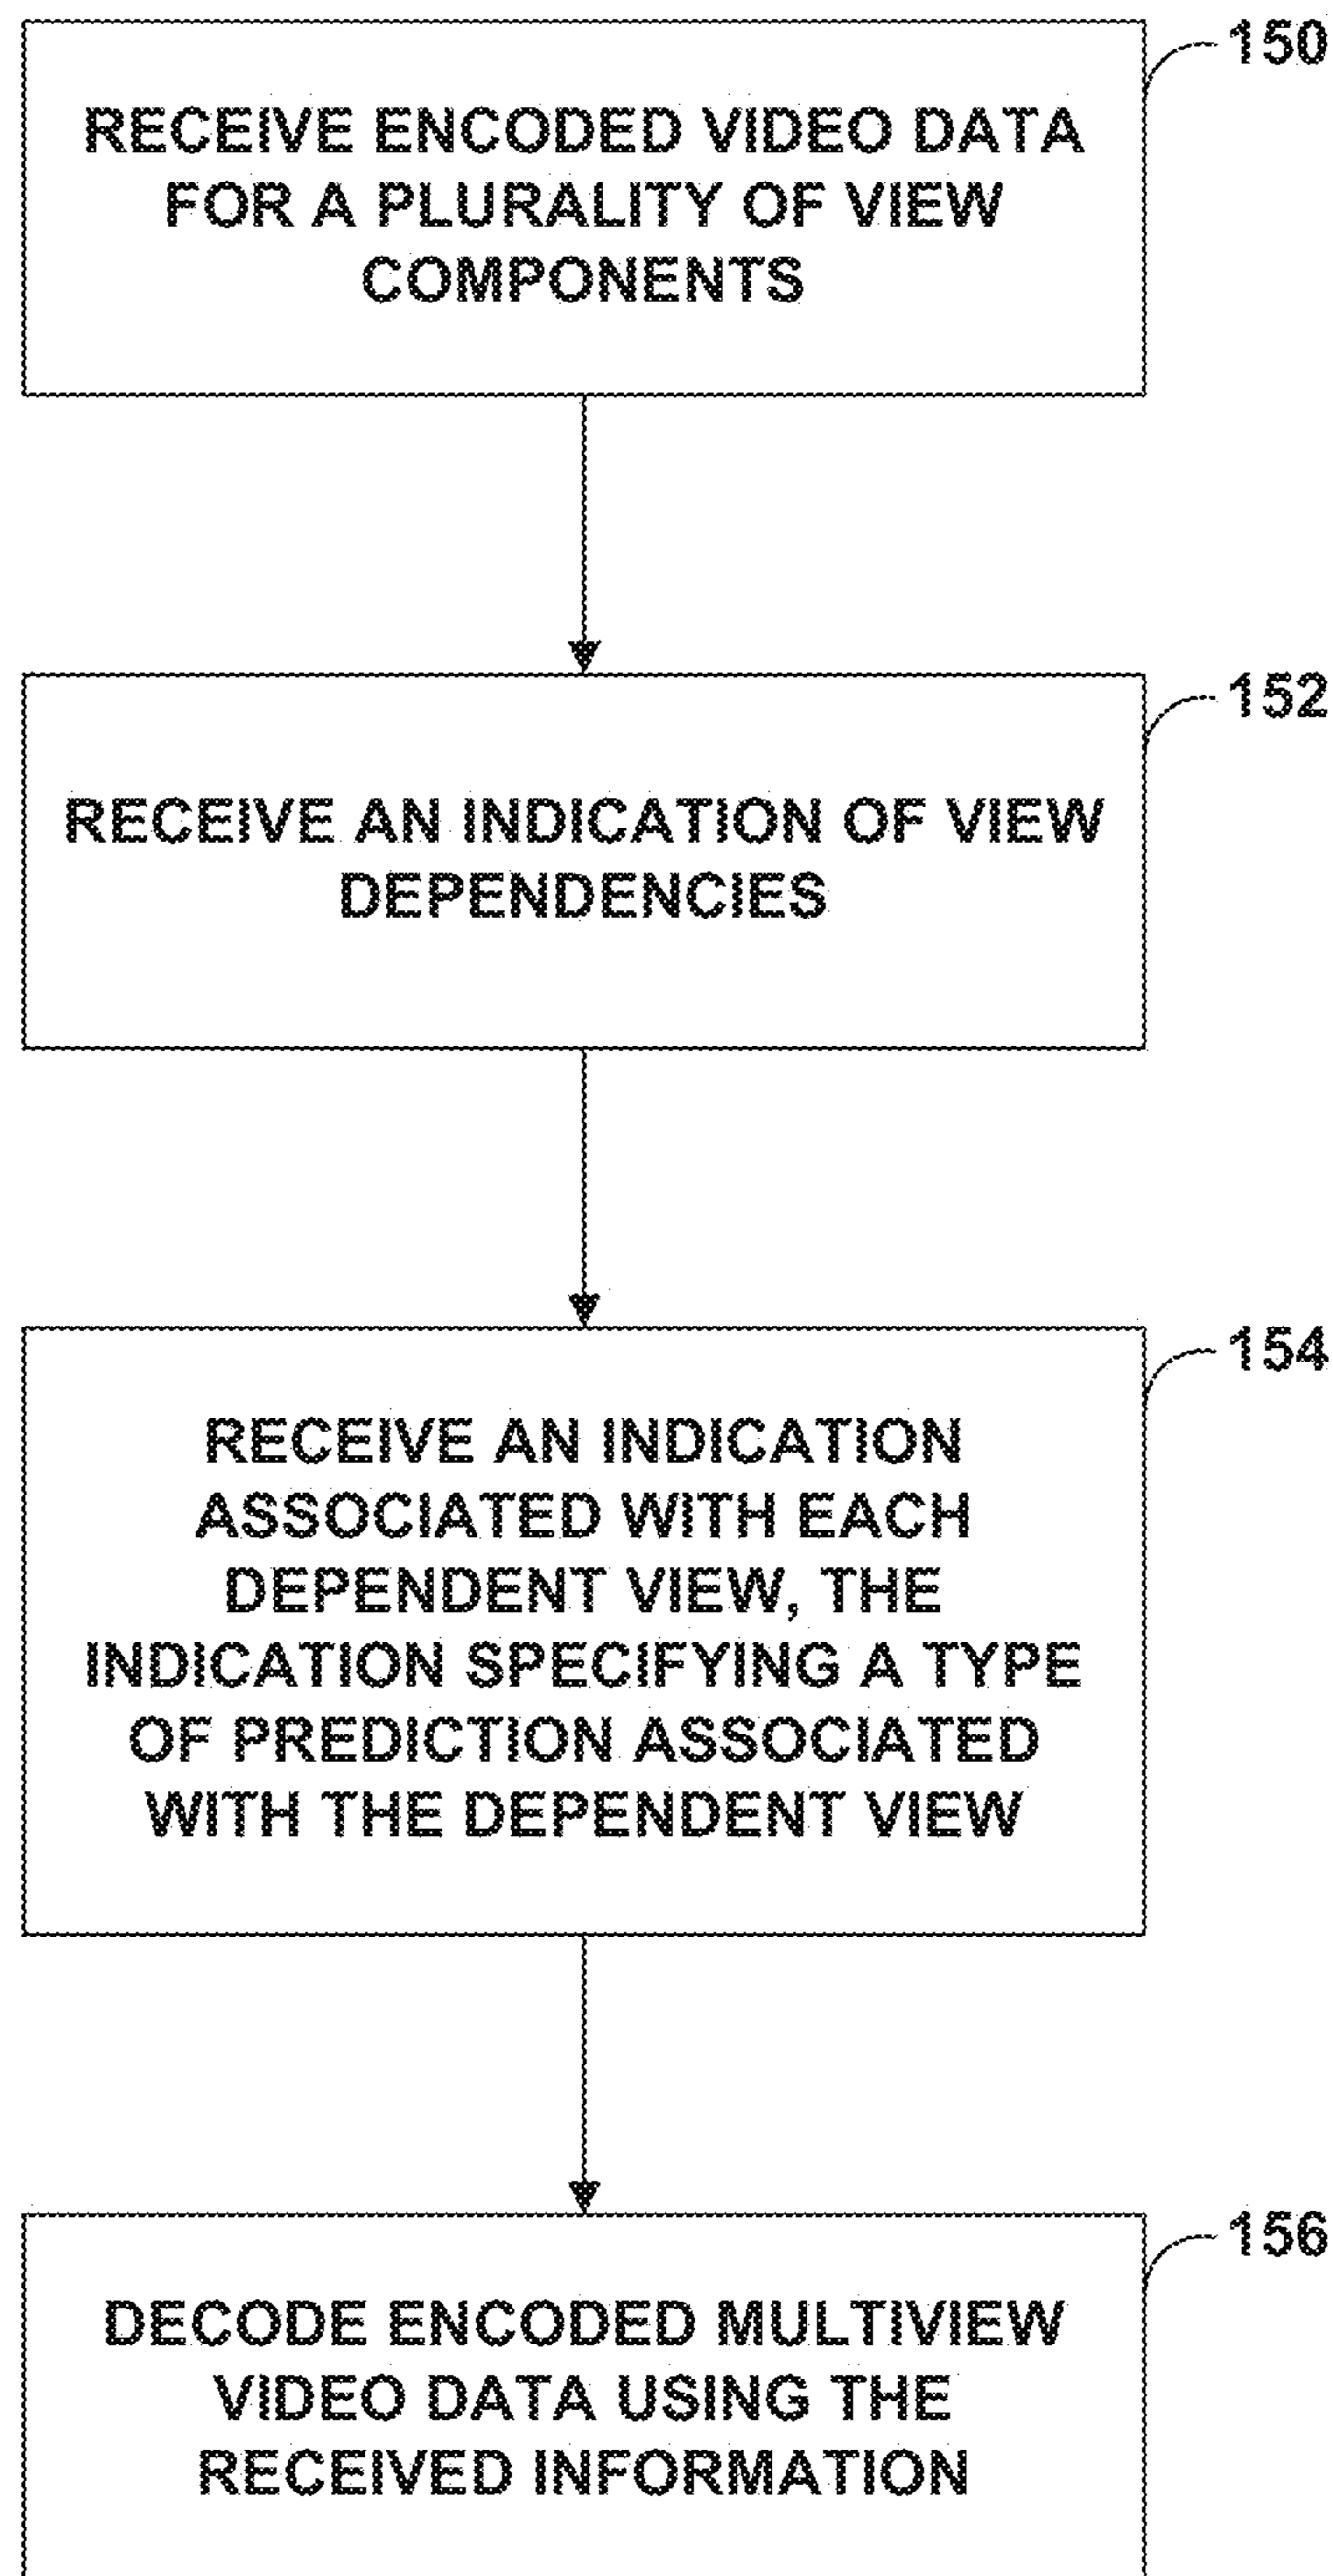 150
RECEIVE ENCODED VIDEO DATA
FOR A PLURALITY OF VIEW
COMPONENTS
152
RECEIVE AN INDICATION OF VIEW
DEPENDENCIES
154
RECEIVE AN INDICATION
ASSOCIATED WITH EACH
DEPENDENT VIEW, THE
INDICATION SPECIFYING A TYPE
OF PREDICTION ASSOCIATED
WITH THE DEPENDENT VIEW
156
DECODE ENCODED MULTIVIEW
VIDEO DATA USING THE
RECEIVED INFORMATION